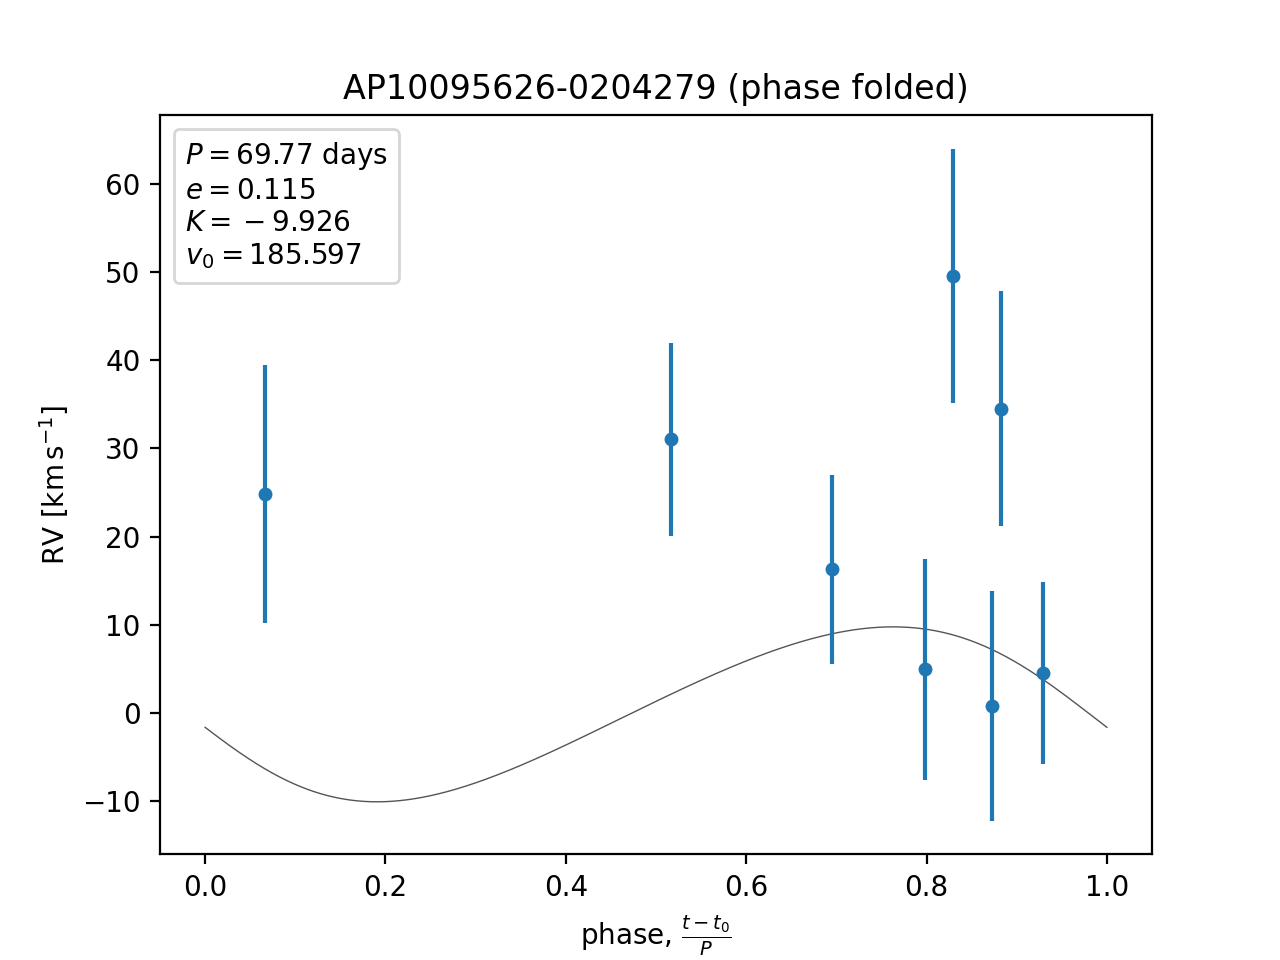 AP10095626-0204279 (phase folded)
P = 69.77 days
e = 0.115
K = −9.926
v₀ = 185.597
60
50
40
30
20
10
0
−10
RV [km s⁻¹]
0.0 0.2 0.4 0.6 0.8 1.0
phase, (t − t₀)/P